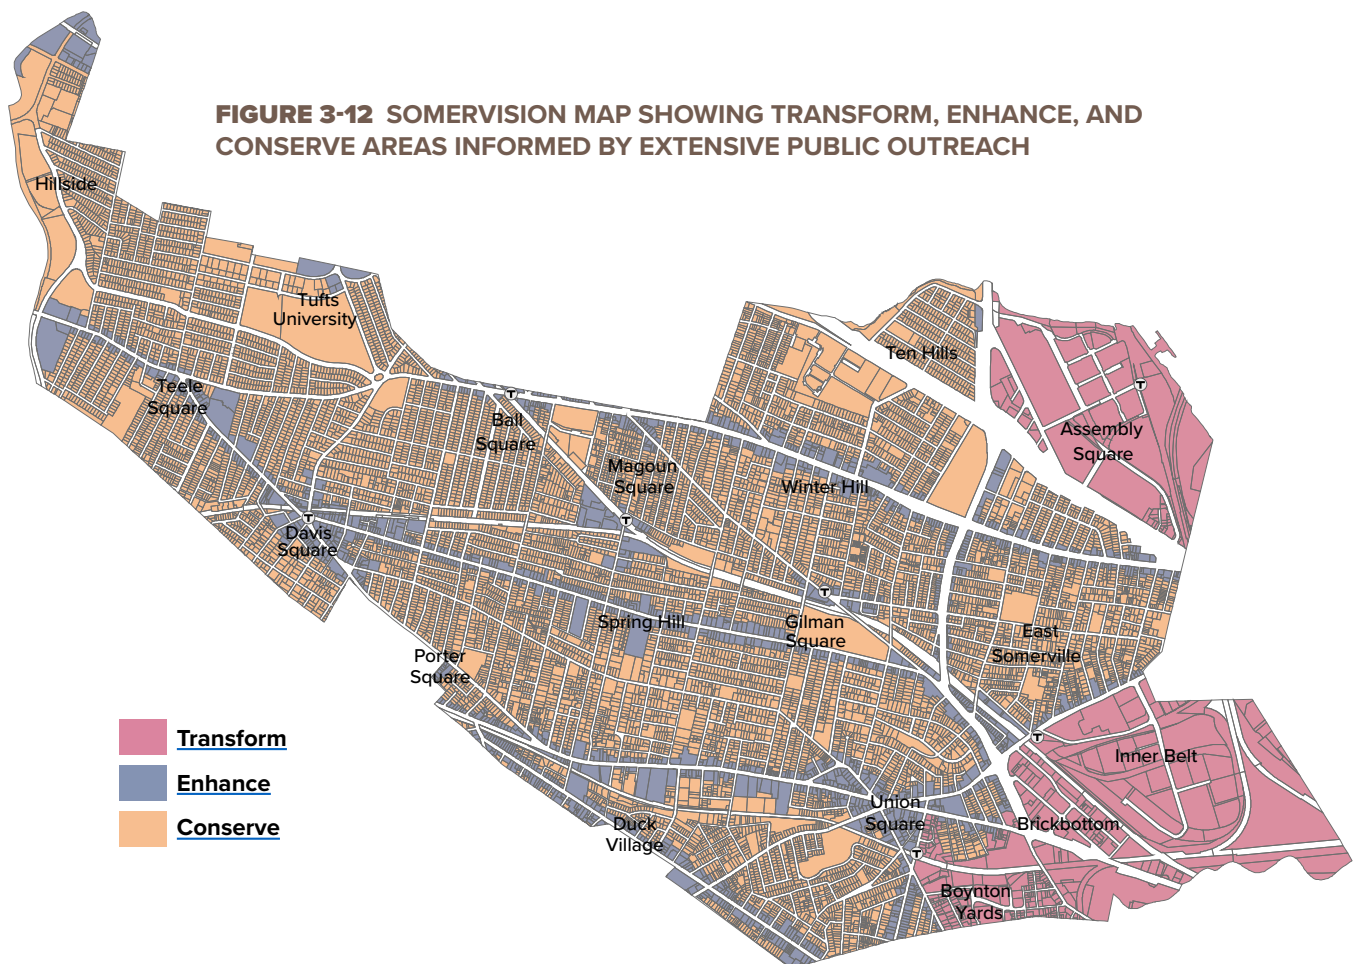 FIGURE 3-12 SOMERVISION MAP SHOWING TRANSFORM, ENHANCE, AND
CONSERVE AREAS INFORMED BY EXTENSIVE PUBLIC OUTREACH
Hillside
Tufts
University
Ten Hills
Teele
Square
T
T
Ball
Square
Assembly
Square
Magoun
Square
Winter Hill
T
T
Davis
Square
T
Spring Hill
Gilman
Square
East
Somerville
Porter
Square
T
Inner Belt
Transform
Enhance
Conserve
Union
Square
Duck
Village
Brickbottom
T
Boynton
Yards